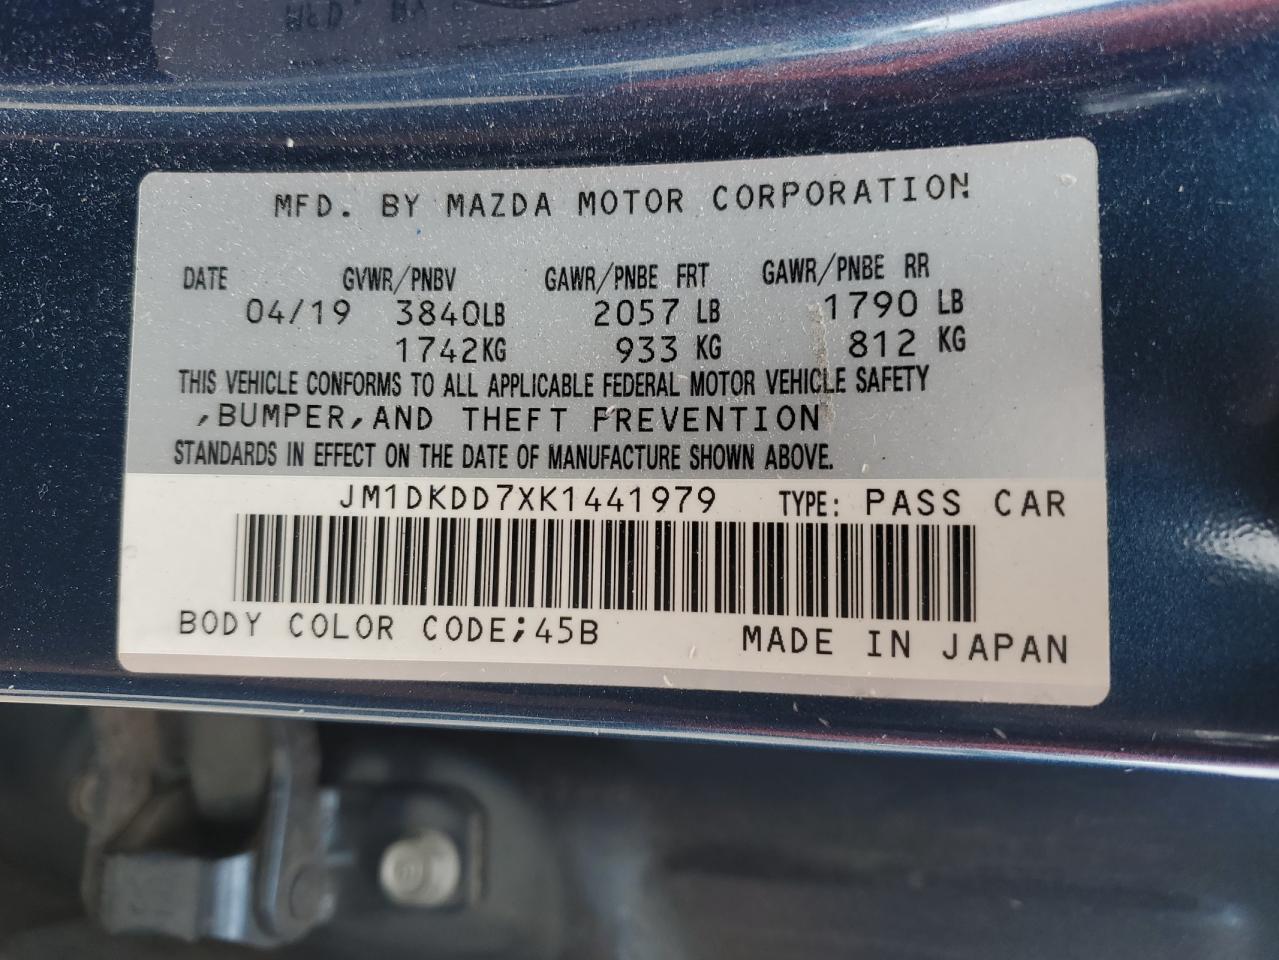 MFD. BY MAZDA MOTOR CORPORATION
DATE GVWR/PNBV GAWR/PNBE FRT GAWR/PNBE RR
04/19 3840LB 2057 LB 1790 LB
1742KG 933 KG 812 KG
THIS VEHICLE CONFORMS TO ALL APPLICABLE FEDERAL MOTOR VEHICLE SAFETY
,BUMPER,AND THEFT PREVENTION
STANDARDS IN EFFECT ON THE DATE OF MANUFACTURE SHOWN ABOVE.
JM1DKDD7XK1441979 TYPE: PASS CAR
BODY COLOR CODE;45B MADE IN JAPAN